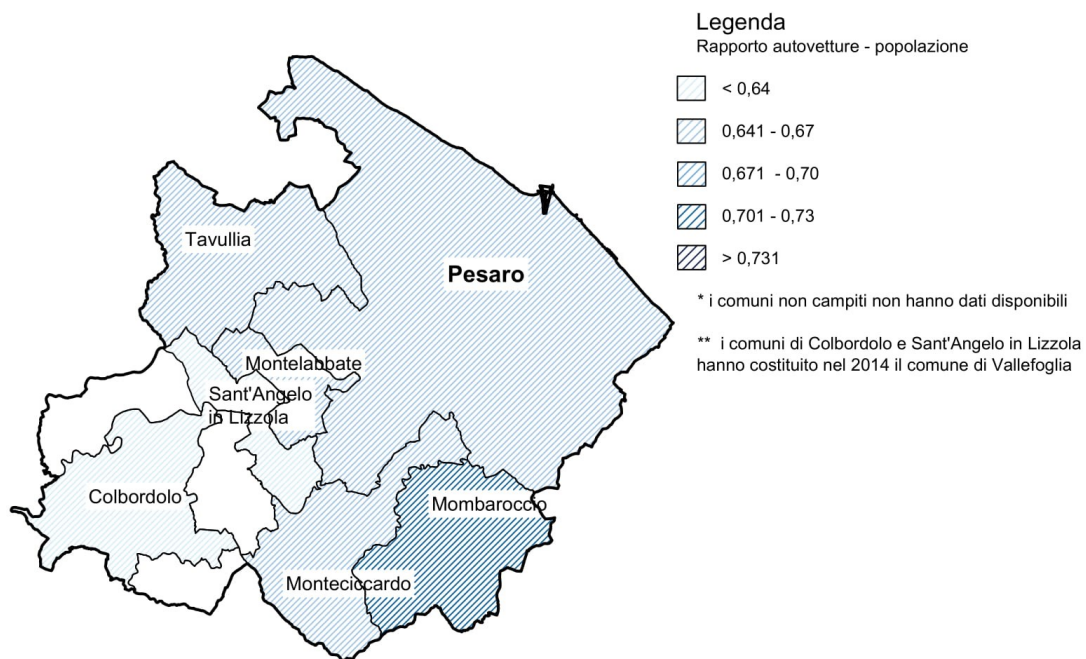 Legenda
Rapporto autovetture - popolazione
< 0,64
0,641 - 0,67
0,671 - 0,70
0,701 - 0,73
> 0,731
* i comuni non campiti non hanno dati disponibili
** i comuni di Colbordolo e Sant'Angelo in Lizzola
hanno costituito nel 2014 il comune di Vallefoglia
Tavullia
Pesaro
Montelabbate
Sant'Angelo
in Lizzola
Colbordolo
Mombaroccio
Monteciccardo